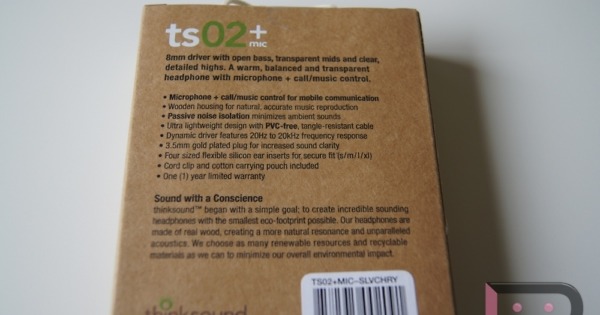 ts02+
mic
8mm driver with open bass, transparent mids and clear,
detailed highs. A warm, balanced and transparent
headphone with microphone + call/music control.
• Microphone + call/music control for mobile communication
• Wooden housing for natural, accurate music reproduction
• Passive noise isolation minimizes ambient sounds
• Ultra lightweight design with PVC-free, tangle-resistant cable
• Dynamic driver features 20Hz to 20kHz frequency response
• 3.5mm gold plated plug for increased sound clarity
• Four sized flexible silicon ear inserts for secure fit (s/m/l/xl)
• Cord clip and cotton carrying pouch included
• One (1) year limited warranty
Sound with a Conscience
thinksound™ began with a simple goal: to create incredible sounding
headphones with the smallest eco-footprint possible. Our headphones are
made of real wood, creating a more natural resonance and unparalleled
acoustics. We choose as many renewable resources and recyclable
materials as we can to minimize our overall environmental impact.
TS02+MIC-SLVCHRY
thinksound